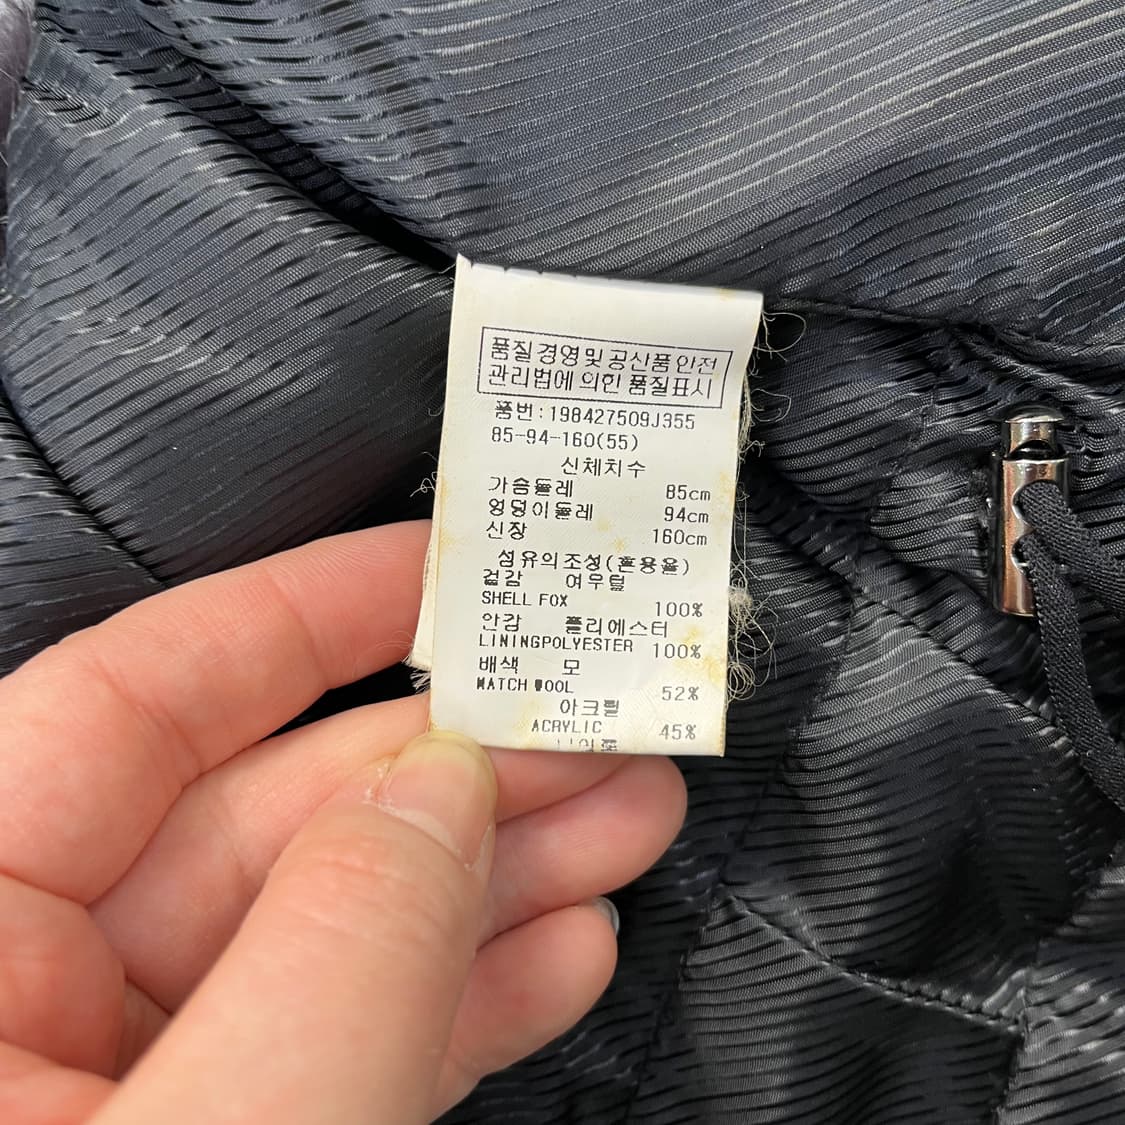 품질경영및 공산품안전
관리법에 의한 품질표시
품번:198427509J355
85-94-160(55)
신체치수
가슴둘레 85cm
엉덩이둘레 94cm
신장 160cm
섬유의조성(혼용율)
겉감 여우털
SHELL FOX 100%
안감 폴리에스터
LININGPOLYESTER 100%
배색 모
MATCH WOOL 52%
아크릴
ACRYLIC 45%